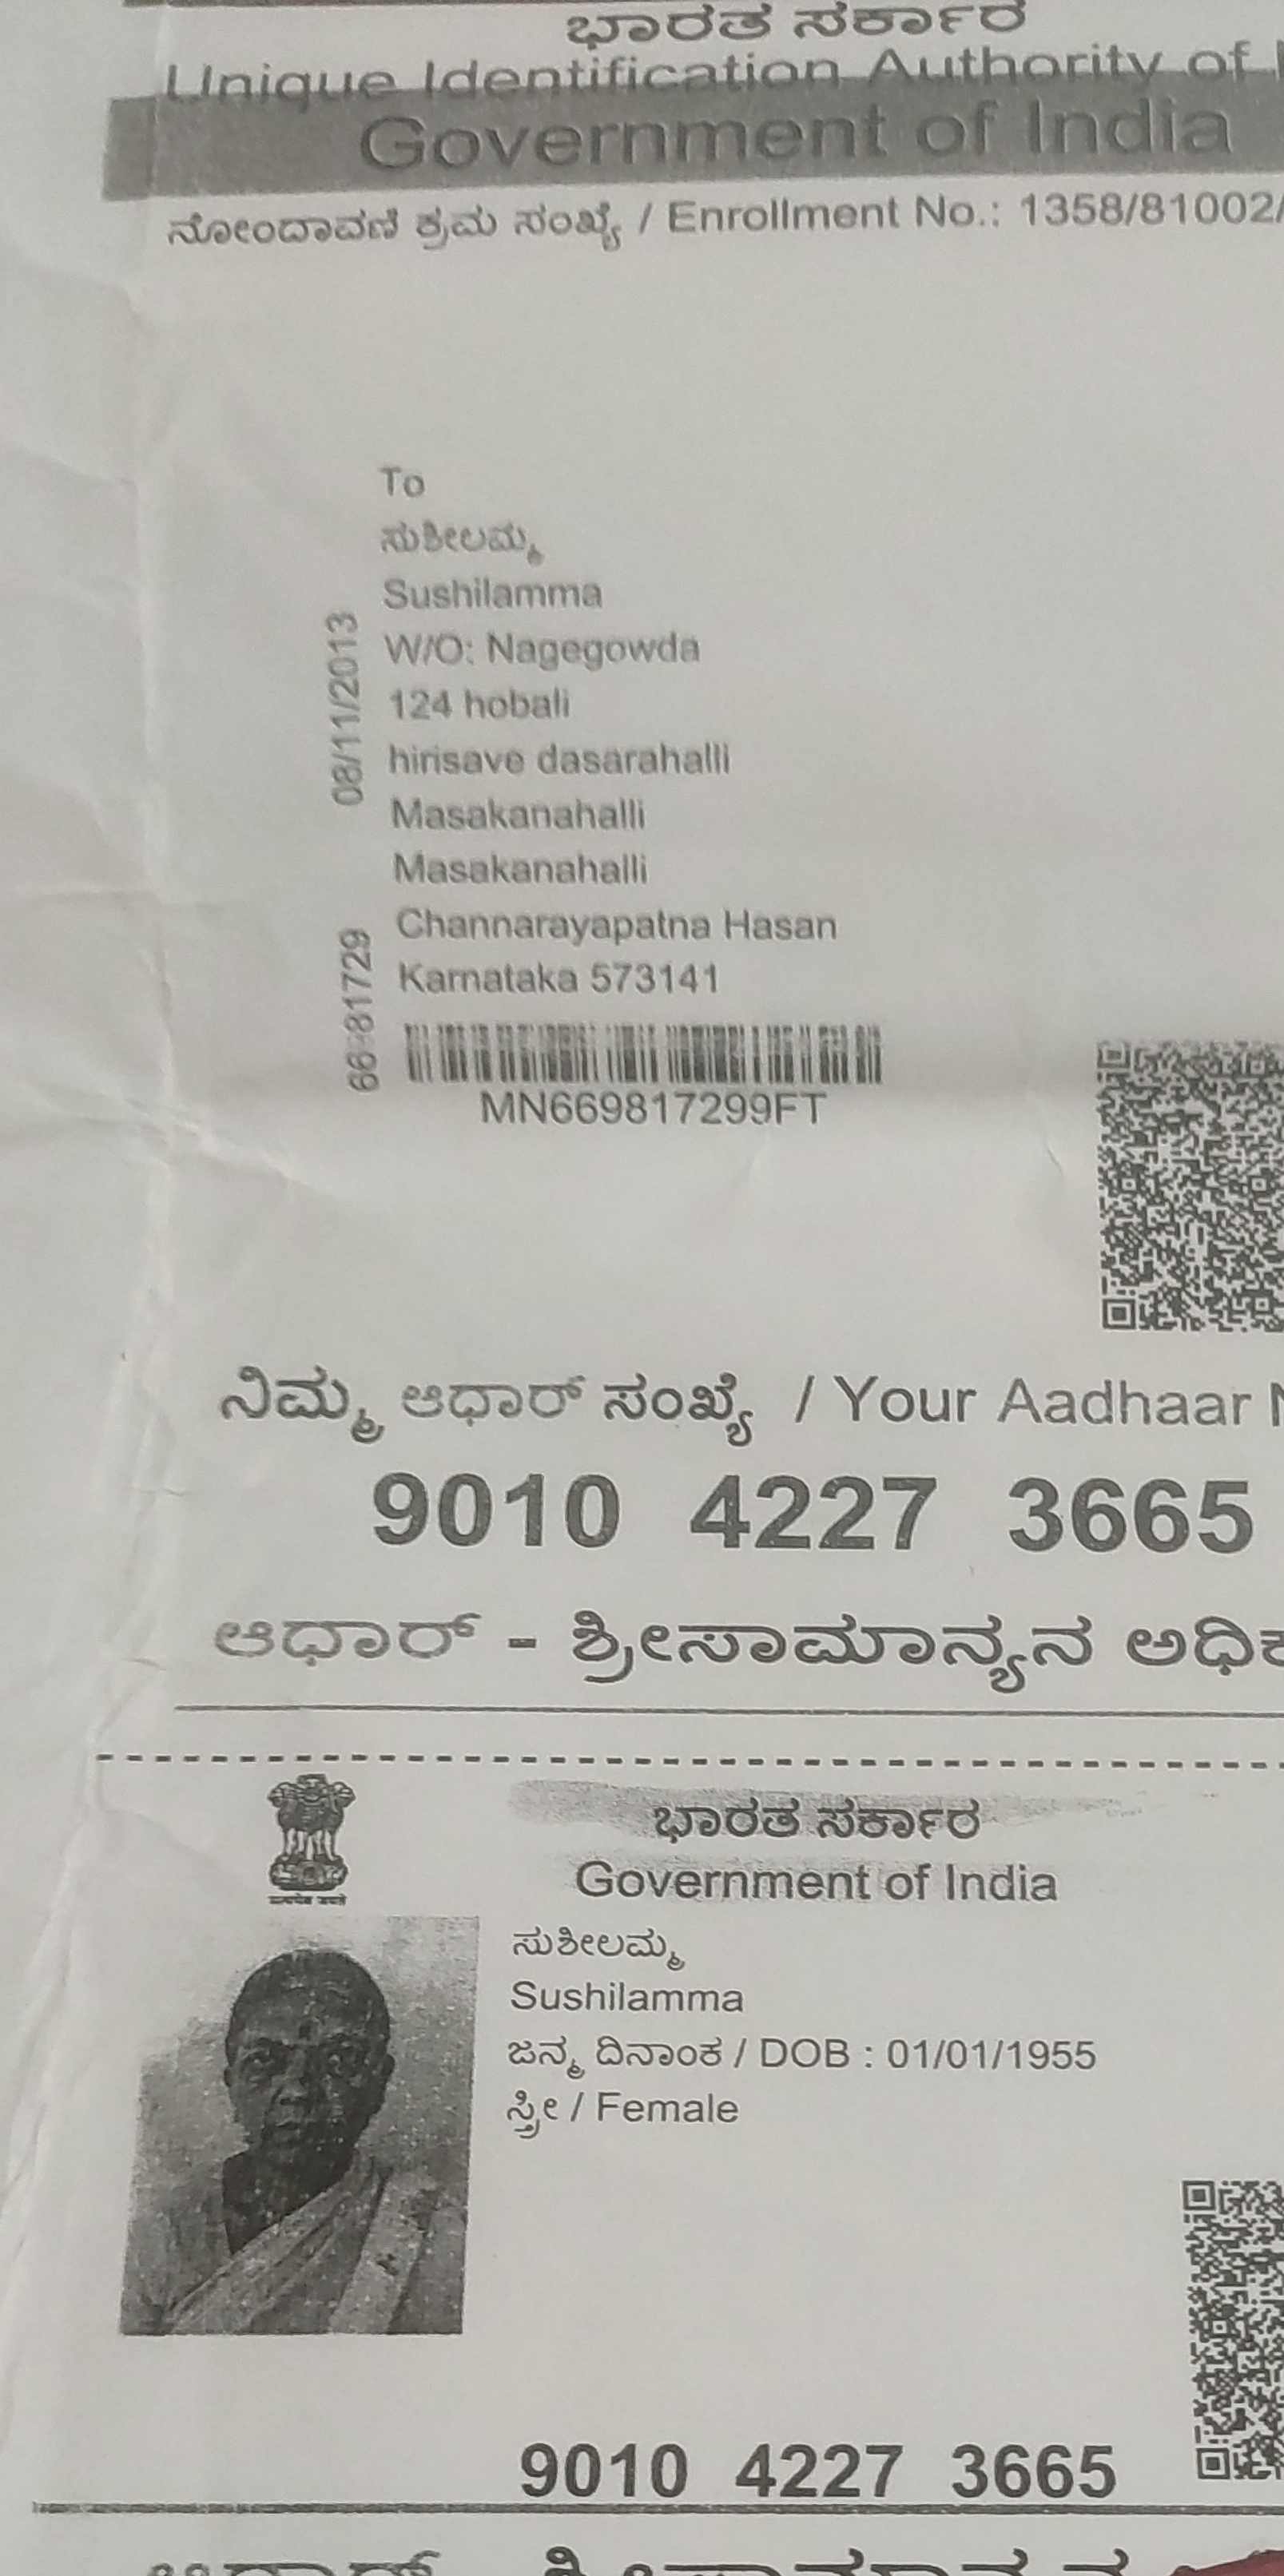 ಭಾರತ ಸರ್ಕಾರ
Unique Identification Authority of
Government of India
ನೋಂದಾವಣೆ ಕ್ರಮ ಸಂಖ್ಯೆ / Enrollment No.: 1358/81002/
To
ಸುಶೀಲಮ್ಮ
Sushilamma
W/O: Nagegowda
124 hobali
hirisave dasarahalli
Masakanahalli
Masakanahalli
Channarayapatna Hasan
Karnataka 573141
08/11/2013
MN669817299FT
ನಿಮ್ಮ ಆಧಾರ್ ಸಂಖ್ಯೆ / Your Aadhaar
9010 4227 3665
ಆಧಾರ್ - ಶ್ರೀಸಾಮಾನ್ಯನ
ಭಾರತ ಸರ್ಕಾರ
Government of India
ಸುಶೀಲಮ್ಮ
Sushilamma
ಜನ್ಮ ದಿನಾಂಕ / DOB : 01/01/1955
ಸ್ತ್ರೀ / Female
9010 4227 3665